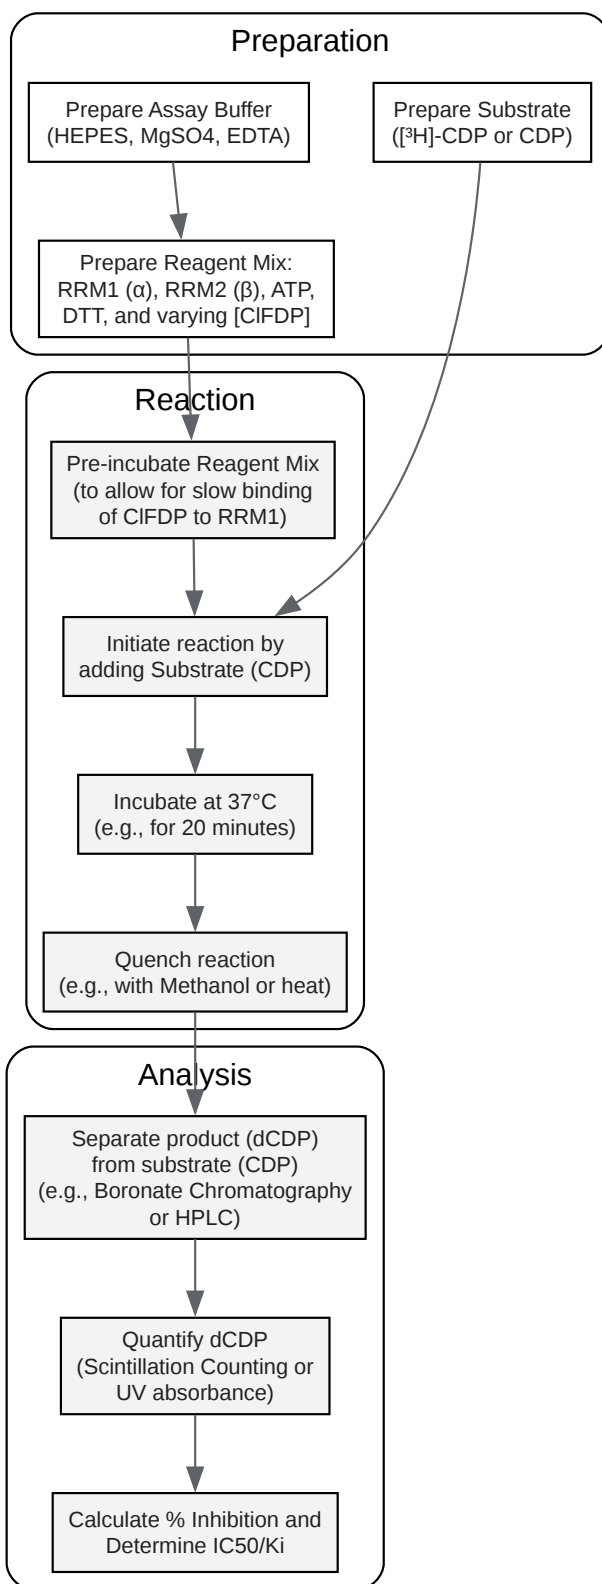 Preparation
Prepare Assay Buffer
(HEPES, MgSO4, EDTA)
Prepare Substrate
([³H]-CDP or CDP)
Prepare Reagent Mix:
RRM1 (α), RRM2 (β), ATP,
DTT, and varying [ClFDP]
Reaction
Pre-incubate Reagent Mix
(to allow for slow binding
of ClFDP to RRM1)
Initiate reaction by
adding Substrate (CDP)
Incubate at 37°C
(e.g., for 20 minutes)
Quench reaction
(e.g., with Methanol or heat)
Analysis
Separate product (dCDP)
from substrate (CDP)
(e.g., Boronate Chromatography
or HPLC)
Quantify dCDP
(Scintillation Counting or
UV absorbance)
Calculate % Inhibition and
Determine IC50/Ki